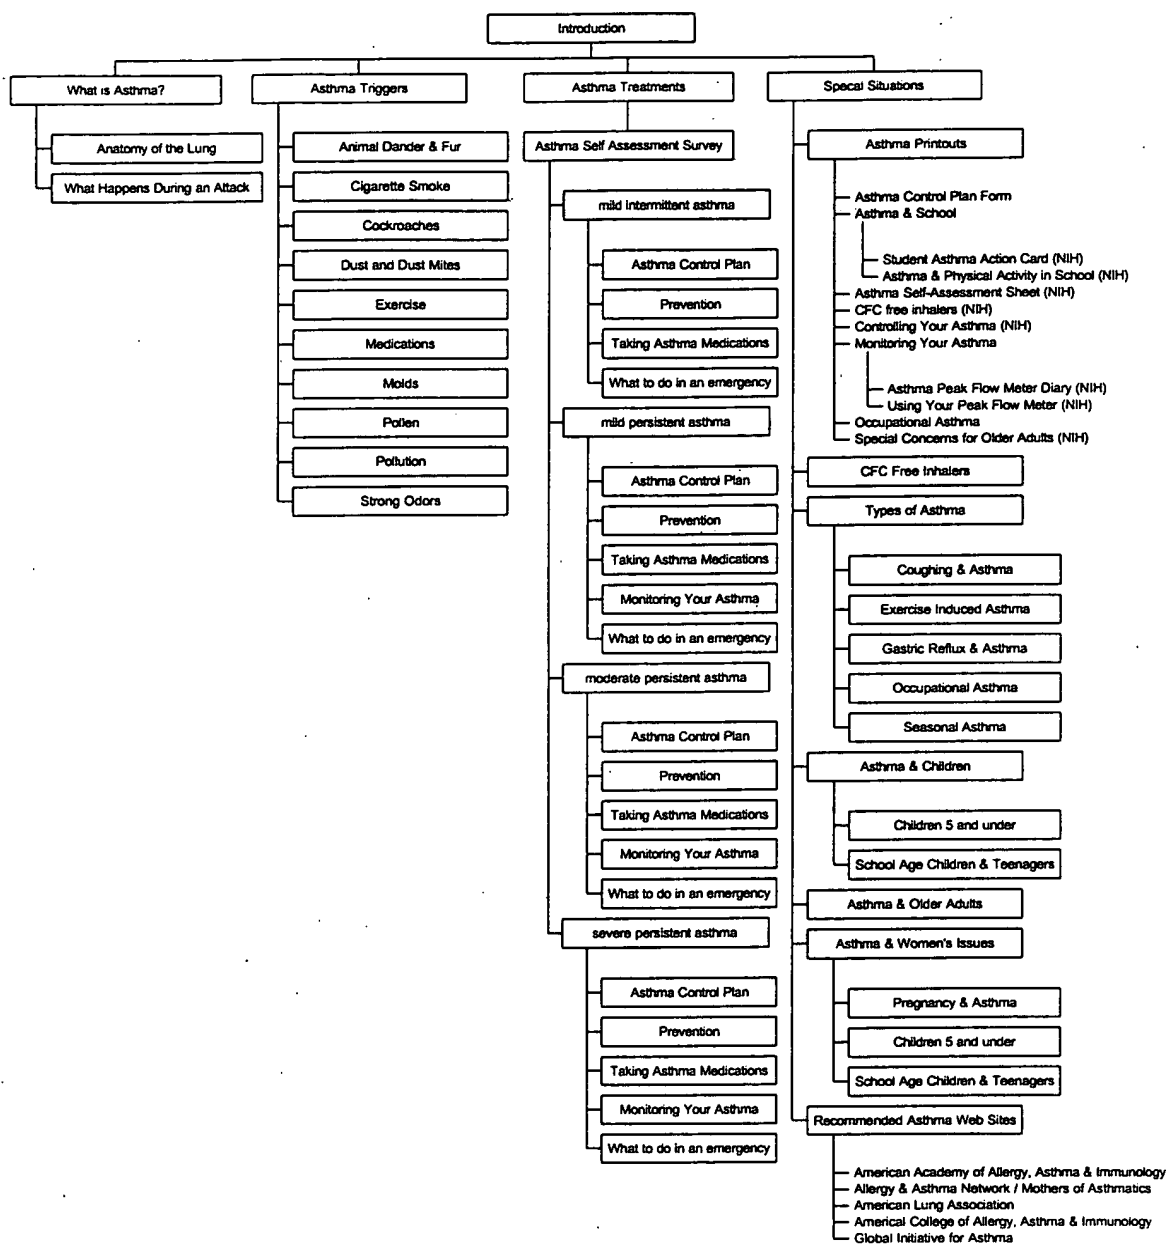 Introduction
What is Asthma?
Anatomy of the Lung
What Happens During an Attack
Asthma Triggers
Animal Dander & Fur
Cigarette Smoke
Cockroaches
Dust and Dust Mites
Exercise
Medications
Molds
Pollen
Pollution
Strong Odors
Asthma Treatments
Asthma Self Assessment Survey
mild intermittent asthma
Asthma Control Plan
Prevention
Taking Asthma Medications
What to do in an emergency
mild persistent asthma
Asthma Control Plan
Prevention
Taking Asthma Medications
Monitoring Your Asthma
What to do in an emergency
moderate persistent asthma
Asthma Control Plan
Prevention
Taking Asthma Medications
Monitoring Your Asthma
What to do in an emergency
severe persistent asthma
Asthma Control Plan
Prevention
Taking Asthma Medications
Monitoring Your Asthma
What to do in an emergency
Specal Situations
Asthma Printouts
Asthma Control Plan Form
Asthma & School
Student Asthma Action Card (NIH)
Asthma & Physical Activity in School (NIH)
Asthma Self-Assessment Sheet (NIH)
CFC free inhalers (NIH)
Controlling Your Asthma (NIH)
Monitoring Your Asthma
Asthma Peak Flow Meter Diary (NIH)
Using Your Peak Flow Meter (NIH)
Occupational Asthma
Special Concerns for Older Adults (NIH)
CFC Free Inhalers
Types of Asthma
Coughing & Asthma
Exercise Induced Asthma
Gastric Reflux & Asthma
Occupational Asthma
Seasonal Asthma
Asthma & Children
Children 5 and under
School Age Children & Teenagers
Asthma & Older Adults
Asthma & Women's Issues
Pregnancy & Asthma
Children 5 and under
School Age Children & Teenagers
Recommended Asthma Web Sites
American Academy of Allergy, Asthma & Immunology
Allergy & Asthma Network / Mothers of Asthmatics
American Lung Association
Americal College of Allergy, Asthma & Immunology
Global Initiative for Asthma